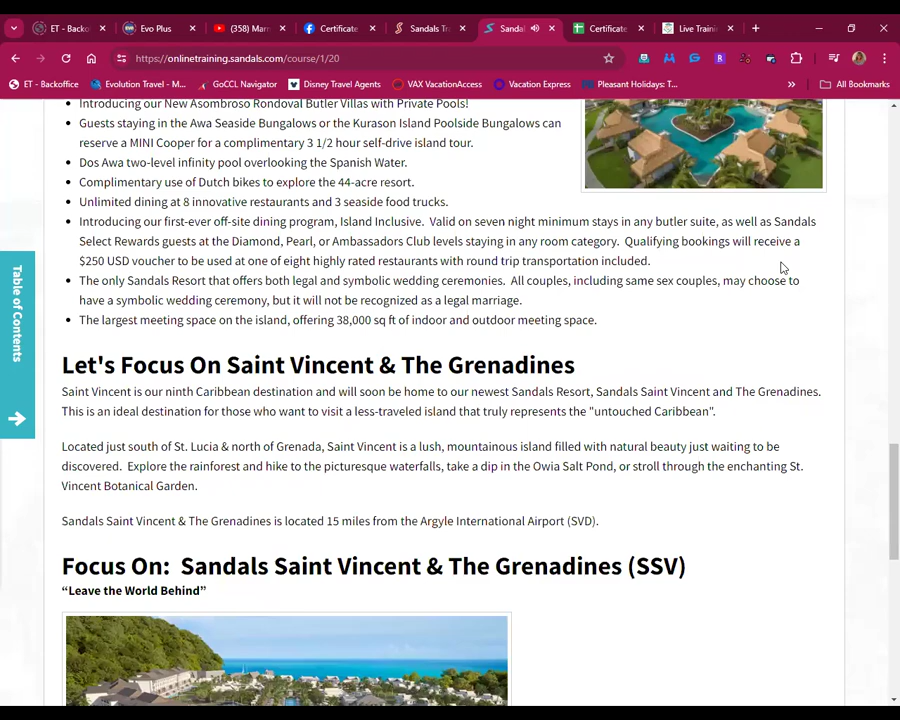 ET - Backo
Evo Plus
(358) Marr
Certificate
Sandals Tr
Sandal
Certificate
Live Traini
https://onlinetraining.sandals.com/course/1/20
ET - Backoffice
Evolution Travel - M...
GoCCL Navigator
Disney Travel Agents
VAX VacationAccess
Vacation Express
Pleasant Holidays: T...
All Bookmarks
Introducing our New Asombroso Rondoval Butler Villas with Private Pools!
Guests staying in the Awa Seaside Bungalows or the Kurason Island Poolside Bungalows can
reserve a MINI Cooper for a complimentary 3 1/2 hour self-drive island tour.
Dos Awa two-level infinity pool overlooking the Spanish Water.
Complimentary use of Dutch bikes to explore the 44-acre resort.
Unlimited dining at 8 innovative restaurants and 3 seaside food trucks.
Introducing our first-ever off-site dining program, Island Inclusive. Valid on seven night minimum stays in any butler suite, as well as Sandals
Select Rewards guests at the Diamond, Pearl, or Ambassadors Club levels staying in any room category. Qualifying bookings will receive a
$250 USD voucher to be used at one of eight highly rated restaurants with round trip transportation included.
The only Sandals Resort that offers both legal and symbolic wedding ceremonies. All couples, including same sex couples, may choose to
have a symbolic wedding ceremony, but it will not be recognized as a legal marriage.
The largest meeting space on the island, offering 38,000 sq ft of indoor and outdoor meeting space.
Table of Contents
Let's Focus On Saint Vincent & The Grenadines
Saint Vincent is our ninth Caribbean destination and will soon be home to our newest Sandals Resort, Sandals Saint Vincent and The Grenadines.
This is an ideal destination for those who want to visit a less-traveled island that truly represents the "untouched Caribbean".
Located just south of St. Lucia & north of Grenada, Saint Vincent is a lush, mountainous island filled with natural beauty just waiting to be
discovered. Explore the rainforest and hike to the picturesque waterfalls, take a dip in the Owia Salt Pond, or stroll through the enchanting St.
Vincent Botanical Garden.
Sandals Saint Vincent & The Grenadines is located 15 miles from the Argyle International Airport (SVD).
Focus On: Sandals Saint Vincent & The Grenadines (SSV)
“Leave the World Behind”